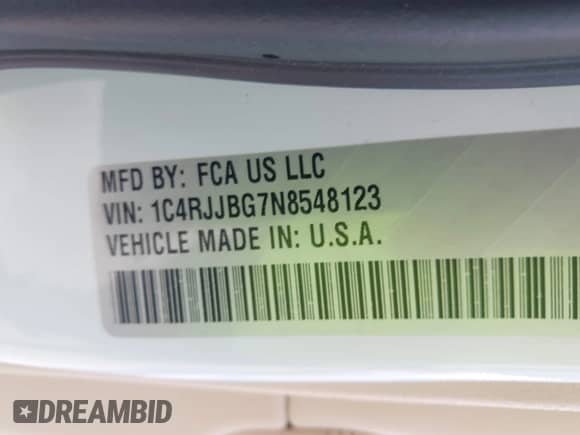 MFD BY: FCA US LLC
VIN: 1C4RJJBG7N8548123
VEHICLE MADE IN: U.S.A.
DREAMBID